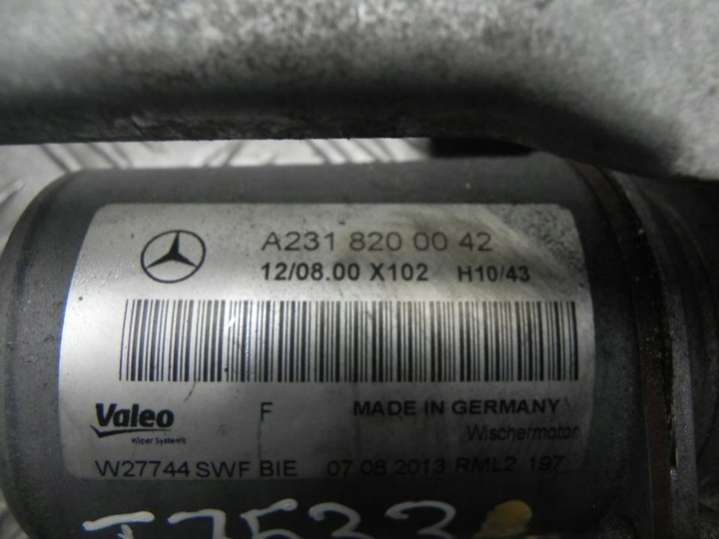 A231 820 00 42
12/08.00 X102 H10/43
Valeo F MADE IN GERMANY
Wiper Systems Wischermotor
W27744 SWF BIE 07 08 2013 RML2 197